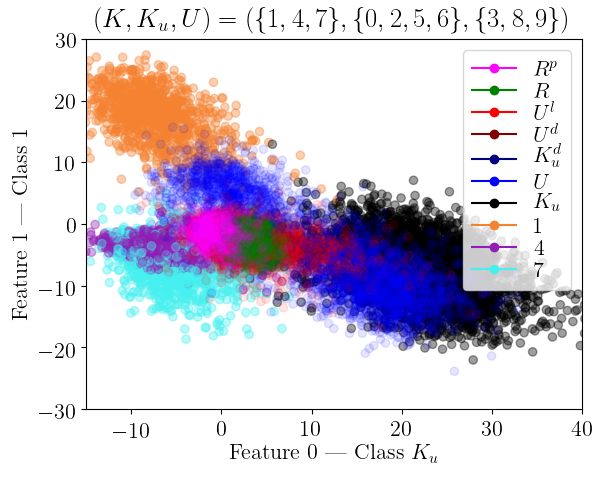 (K, K_u, U) = ({1, 4, 7}, {0, 2, 5, 6}, {3, 8, 9})
30
20
10
0
−10
−20
−30
Feature 1 — Class 1
R^p
R
U^l
U^d
K_u^d
U
K_u
1
4
7
−10
0
10
20
30
40
Feature 0 — Class K_u